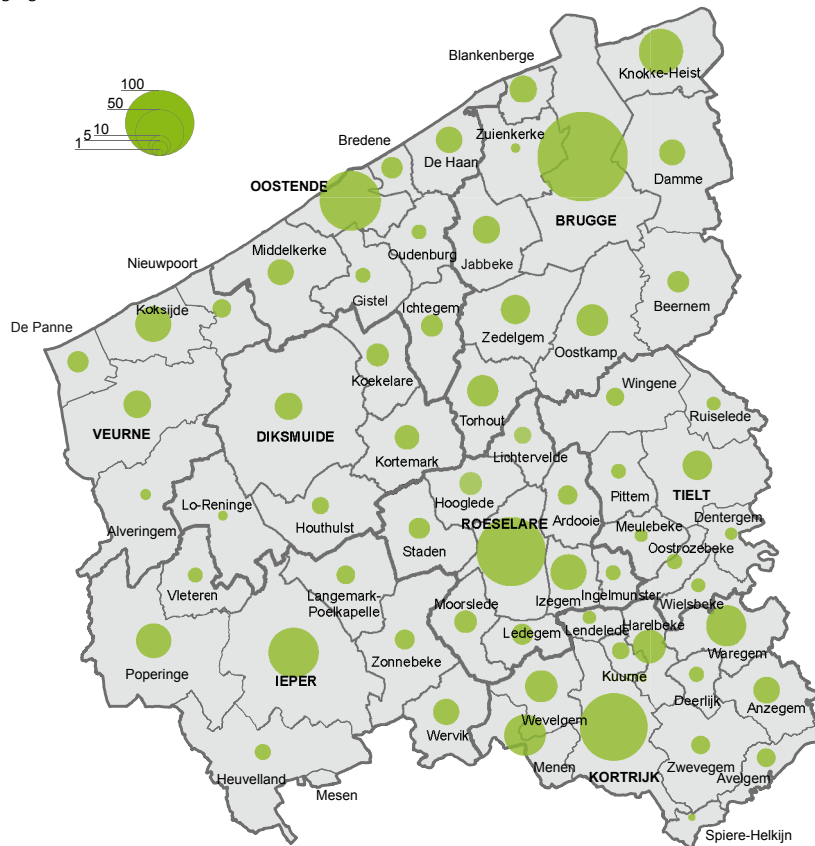 Blankenberge
Knokke-Heist
100
50
10
5
1
Bredene
Zuienkerke
De Haan
Damme
OOSTENDE
BRUGGE
Middelkerke
Oudenburg
Jabbeke
Nieuwpoort
Gistel
Beernem
Koksijde
Ichtegem
De Panne
Zedelgem
Oostkamp
Koekelare
Wingene
Ruiselede
Torhout
VEURNE
DIKSMUIDE
Kortemark
Lichtervelde
Pittem
TIELT
Lo-Reninge
Hooglede
Alveringem
Houthulst
ROESELARE
Ardooie
Dentergem
Staden
Meulebeke
Oostrozebeke
Vleteren
Langemark-
Poelkapelle
Izegem
Ingelmunster
Wielsbeke
Moorslede
Ledegem
Lendelede
Harelbeke
Waregem
Poperinge
IEPER
Zonnebeke
Kuurne
Deerlijk
Anzegem
Wervik
Wevelgem
Heuvelland
Menen
KORTRIJK
Zwevegem
Avelgem
Mesen
Spiere-Helkijn